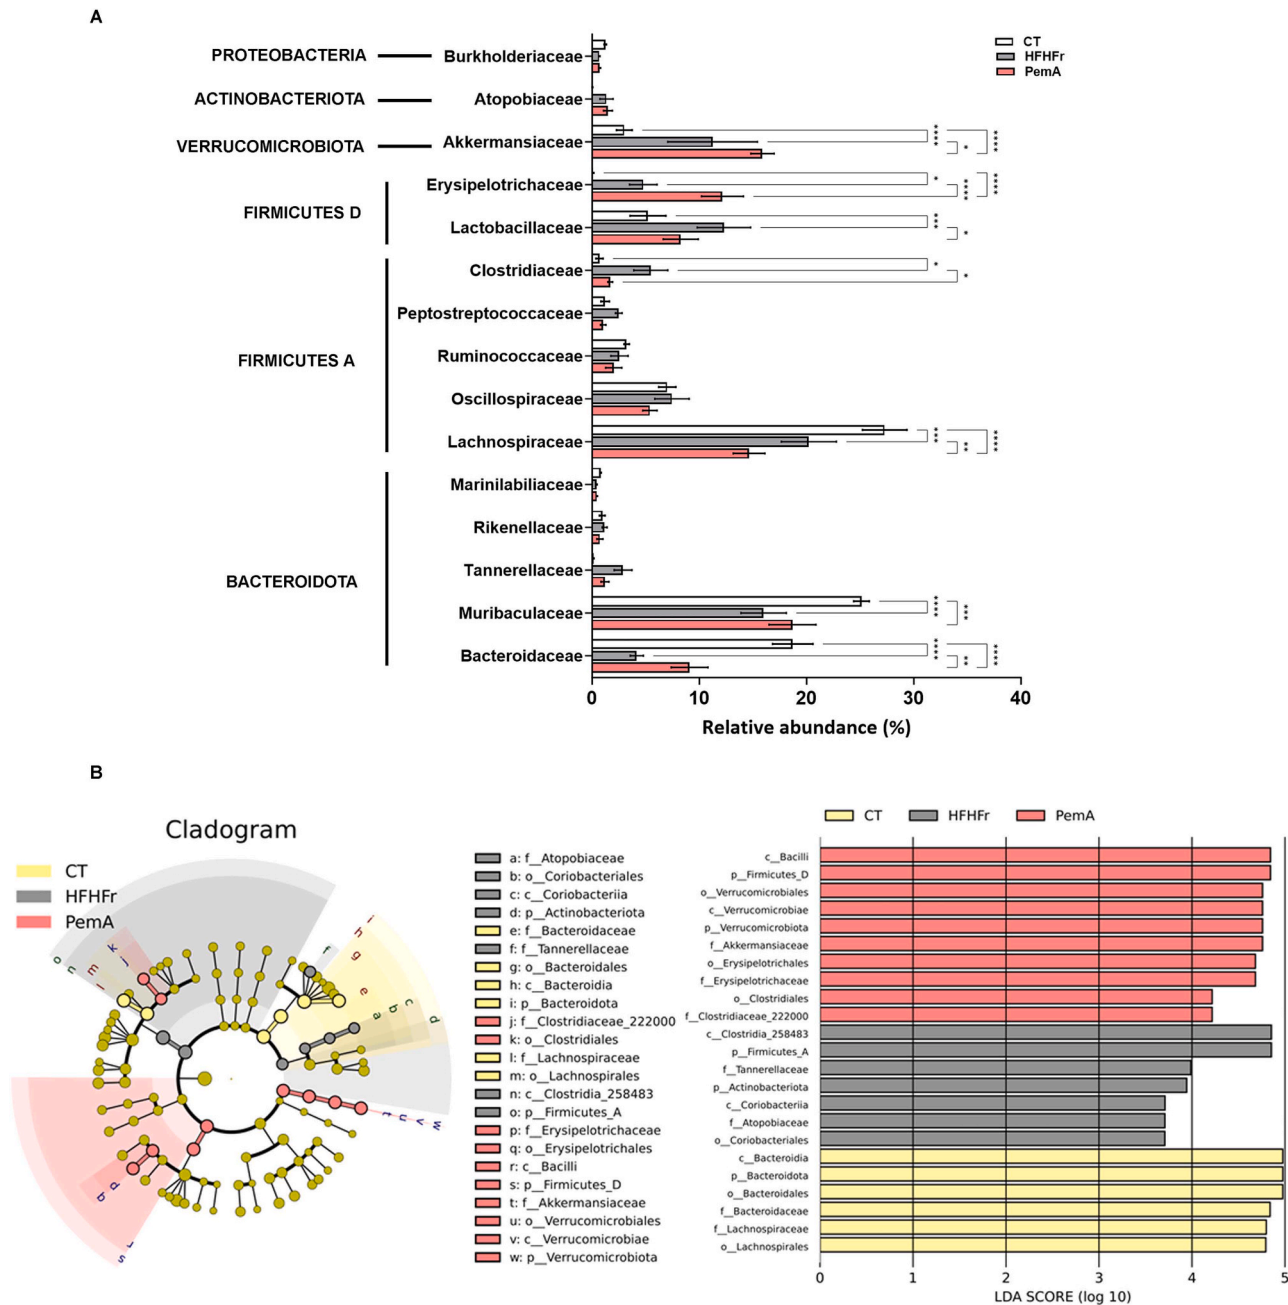 A
CT
HFHFr
PemA
PROTEOBACTERIA
Burkholderiaceae
ACTINOBACTERIOTA
Atopobiaceae
VERRUCOMICROBIOTA
Akkermansiaceae
FIRMICUTES D
Erysipelotrichaceae
Lactobacillaceae
FIRMICUTES A
Clostridiaceae
Peptostreptococcaceae
Ruminococcaceae
Oscillospiraceae
Lachnospiraceae
BACTEROIDOTA
Marinilabiliaceae
Rikenellaceae
Tannerellaceae
Muribaculaceae
Bacteroidaceae
0 10 20 30 40
Relative abundance (%)
B
Cladogram
CT
HFHFr
PemA
a: f__Atopobiaceae
b: o__Coriobacteriales
c: c__Coriobacteriia
d: p__Actinobacteriota
e: f__Bacteroidaceae
f: f__Tannerellaceae
g: o__Bacteroidales
h: c__Bacteroidia
i: p__Bacteroidota
j: f__Clostridiaceae_222000
k: o__Clostridiales
l: f__Lachnospiraceae
m: o__Lachnospirales
n: c__Clostridia_258483
o: p__Firmicutes_A
p: f__Erysipelotrichaceae
q: o__Erysipelotrichales
r: c__Bacilli
s: p__Firmicutes_D
t: f__Akkermansiaceae
u: o__Verrucomicrobiales
v: c__Verrucomicrobiae
w: p__Verrucomicrobiota
CT HFHFr PemA
c__Bacilli
p__Firmicutes_D
o__Verrucomicrobiales
c__Verrucomicrobiae
p__Verrucomicrobiota
f__Akkermansiaceae
o__Erysipelotrichales
f__Erysipelotrichaceae
o__Clostridiales
f__Clostridiaceae_222000
c__Clostridia_258483
p__Firmicutes_A
f__Tannerellaceae
p__Actinobacteriota
c__Coriobacteriia
f__Atopobiaceae
o__Coriobacteriales
c__Bacteroidia
p__Bacteroidota
o__Bacteroidales
f__Bacteroidaceae
f__Lachnospiraceae
o__Lachnospirales
0 1 2 3 4 5
LDA SCORE (log 10)